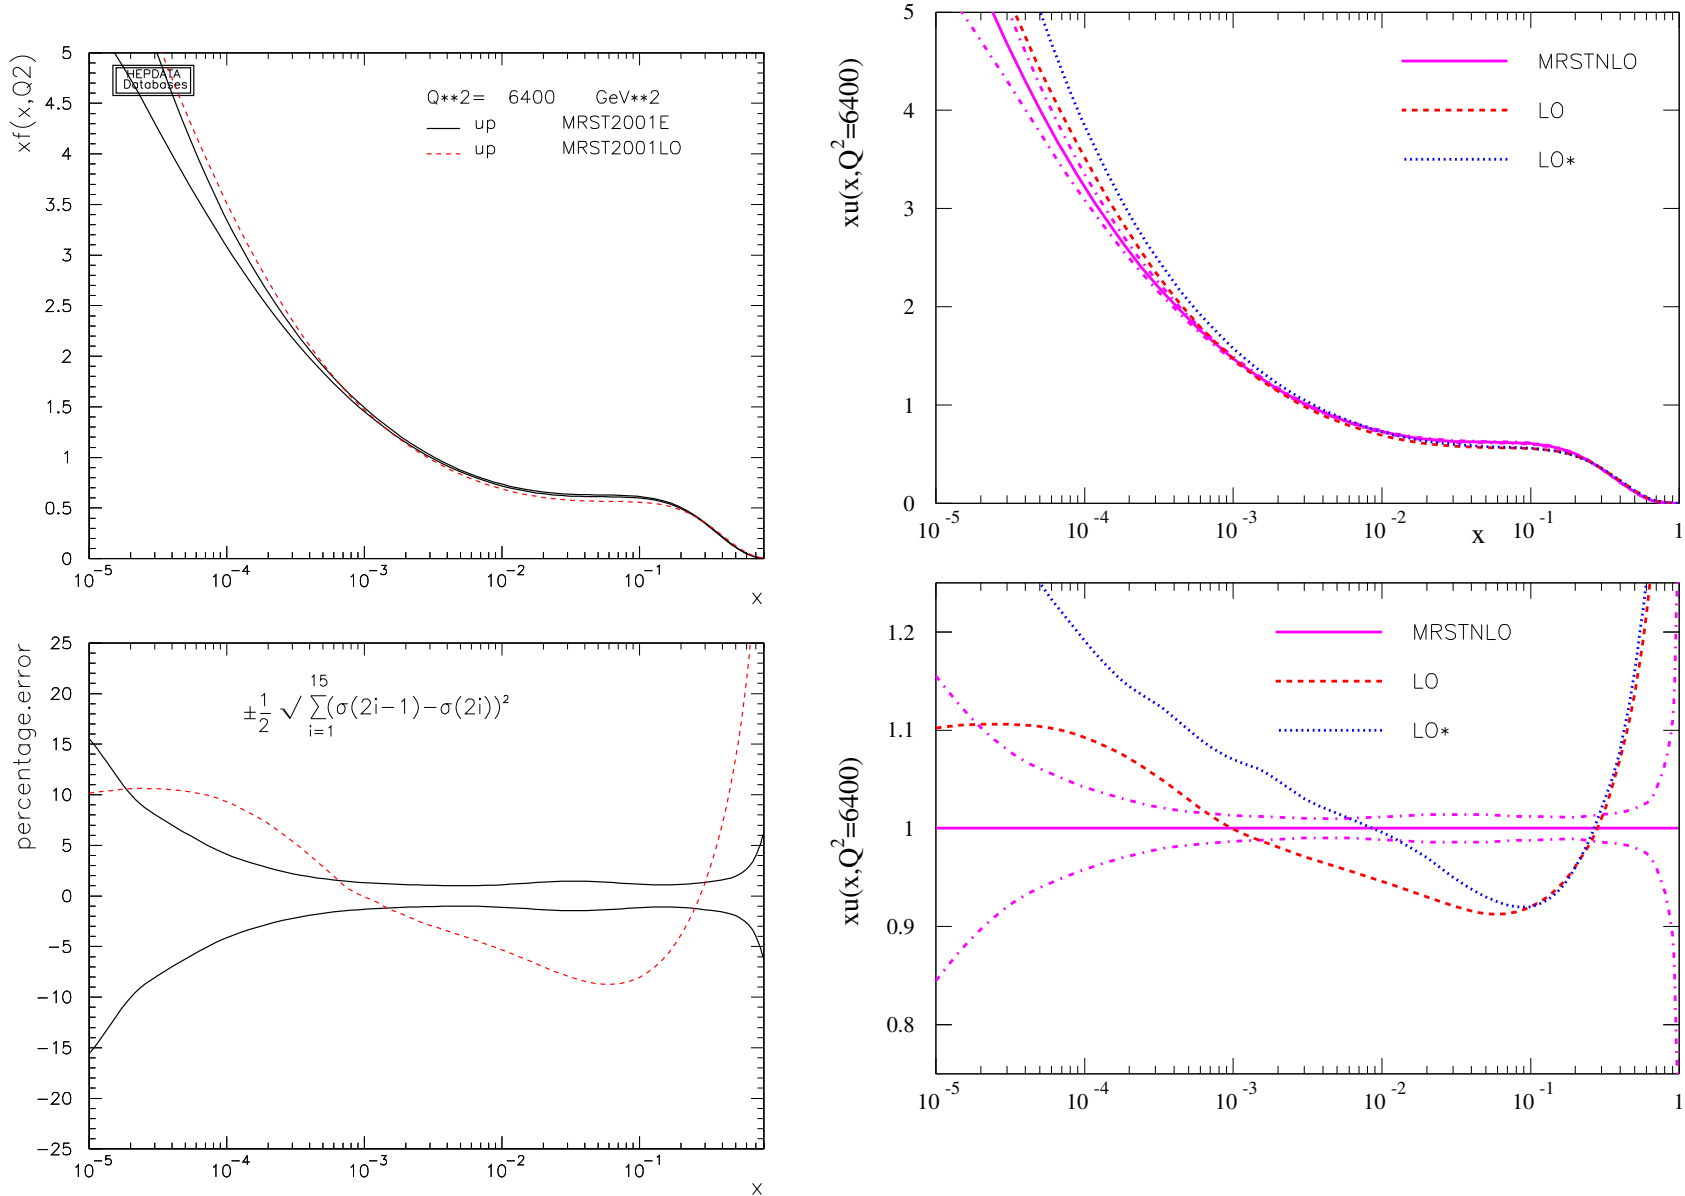 xf(x,Q2)
5
4.5
4
3.5
3
2.5
2
1.5
1
0.5
0
HEPDATA
Databases
Q**2= 6400 GeV**2
up MRST2001E
up MRST2001LO
10⁻⁵ 10⁻⁴ 10⁻³ 10⁻² 10⁻¹
x
percentage.error
25
20
15
10
5
0
−5
−10
−15
−20
−25
±1/2 √ 15∑i=1 (σ(2i−1)−σ(2i))²
10⁻⁵ 10⁻⁴ 10⁻³ 10⁻² 10⁻¹
x
xu(x,Q²=6400)
5
4
3
2
1
0
MRSTNLO
LO
LO*
10⁻⁵ 10⁻⁴ 10⁻³ 10⁻² 10⁻¹ 1
x
xu(x,Q²=6400)
1.2
1.1
1
0.9
0.8
MRSTNLO
LO
LO*
10⁻⁵ 10⁻⁴ 10⁻³ 10⁻² 10⁻¹ 1